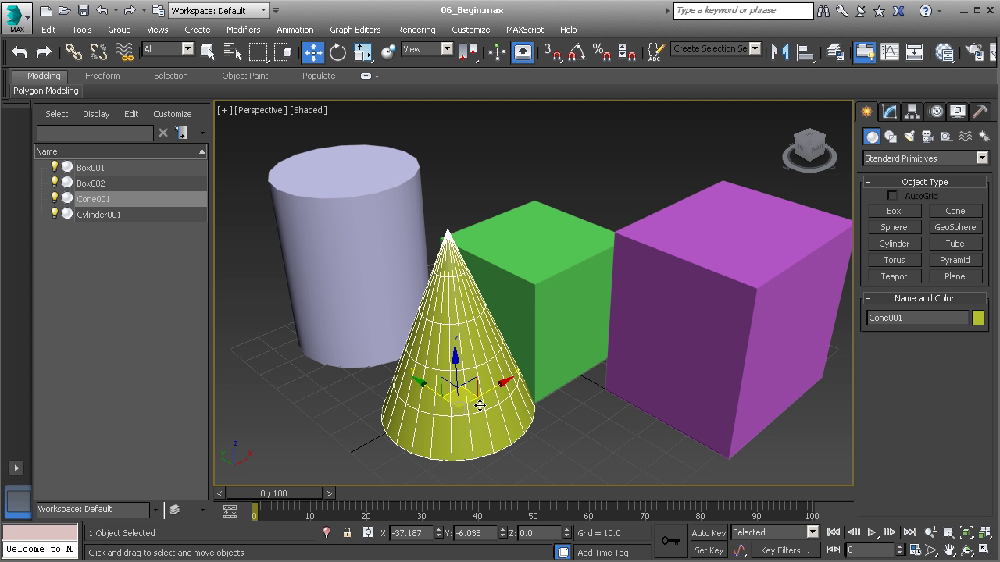 Workspace:Default
06_Begin.max
Type a keyword or phrase
MAX
Edit Tools Group Views Create Modifiers Animation Graph Editors Rendering Customize MAXScript Help
All
View
3
ABC
Create Selection Set
Modeling Freeform Selection Object Paint Populate
Polygon Modeling
Select Display Edit Customize
Name
Box001
Box002
Cone001
Cylinder001
[+] [Perspective ] [Shaded ]
z
z
x
y
Standard Primitives
- Object Type
AutoGrid
Box Cone
Sphere GeoSphere
Cylinder Tube
Torus Pyramid
Teapot Plane
- Name and Color
Cone001
< 0 / 100 >
Workspace: Default
0 10 20 30 40 50 60 70 80 90 100
1 Object Selected
X: -37.187 Y: -6.035 Z: 0.0 Grid = 10.0
Auto Key Selected
Welcome to M
Click and drag to select and move objects
Add Time Tag
Set Key Key Filters... 0